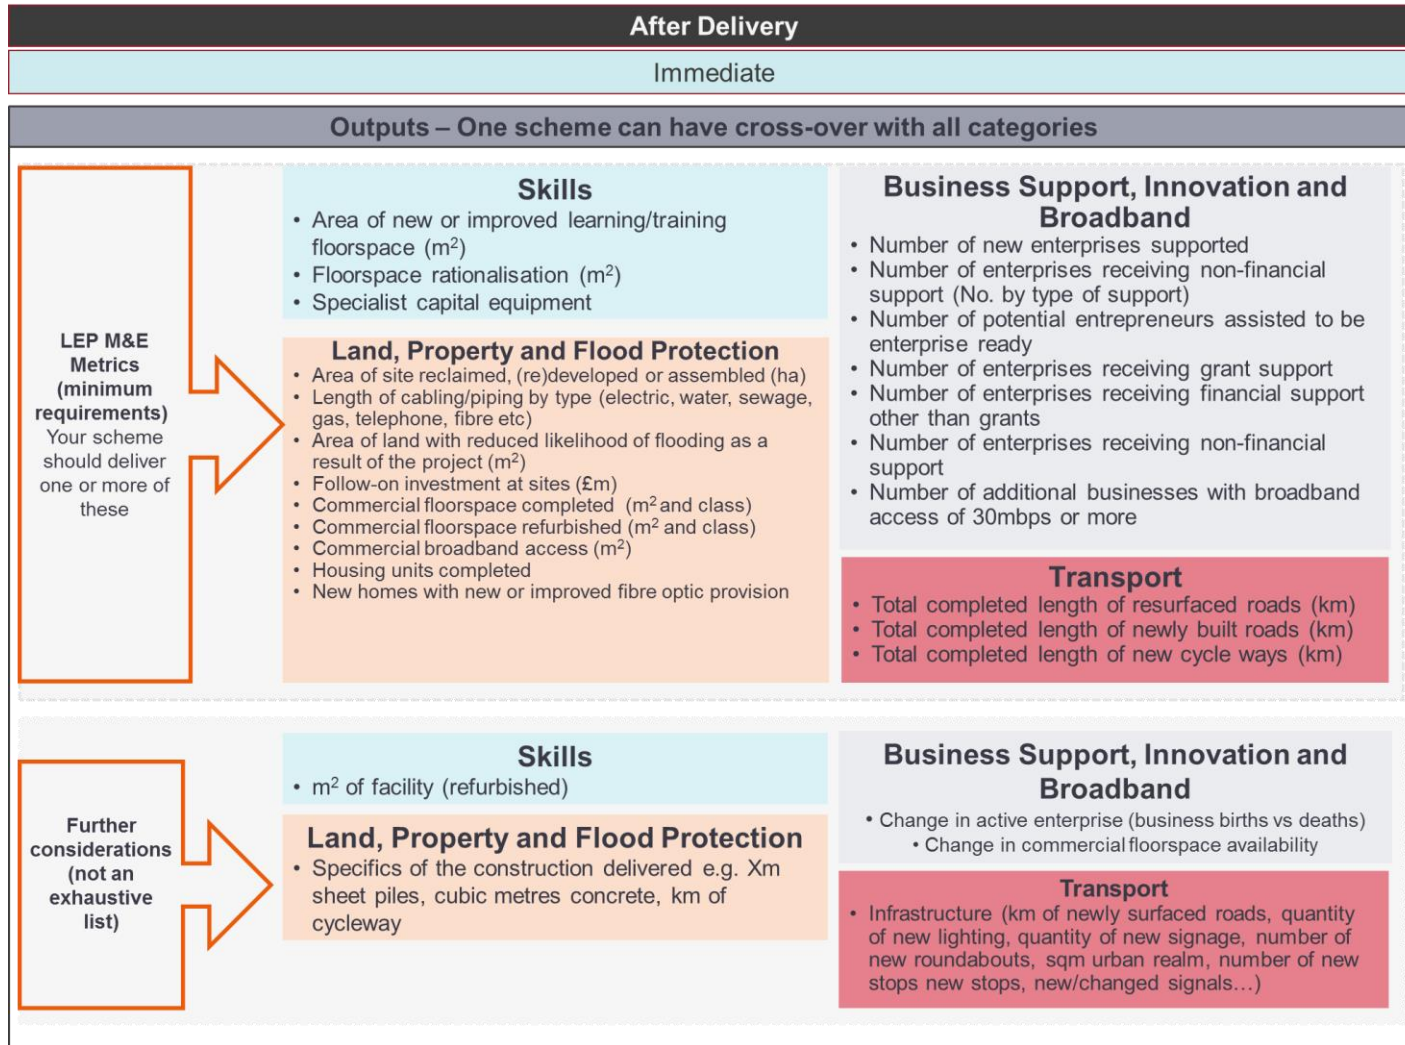 After Delivery
Immediate
Outputs – One scheme can have cross-over with all categories
LEP M&E
Metrics
(minimum
requirements)
Your scheme
should deliver
one or more of
these
Skills
• Area of new or improved learning/training
floorspace (m²)
• Floorspace rationalisation (m²)
• Specialist capital equipment
Land, Property and Flood Protection
• Area of site reclaimed, (re)developed or assembled (ha)
• Length of cabling/piping by type (electric, water, sewage,
gas, telephone, fibre etc)
• Area of land with reduced likelihood of flooding as a
result of the project (m²)
• Follow-on investment at sites (£m)
• Commercial floorspace completed (m² and class)
• Commercial floorspace refurbished (m² and class)
• Commercial broadband access (m²)
• Housing units completed
• New homes with new or improved fibre optic provision
Business Support, Innovation and
Broadband
• Number of new enterprises supported
• Number of enterprises receiving non-financial
support (No. by type of support)
• Number of potential entrepreneurs assisted to be
enterprise ready
• Number of enterprises receiving grant support
• Number of enterprises receiving financial support
other than grants
• Number of enterprises receiving non-financial
support
• Number of additional businesses with broadband
access of 30mbps or more
Transport
• Total completed length of resurfaced roads (km)
• Total completed length of newly built roads (km)
• Total completed length of new cycle ways (km)
Further
considerations
(not an
exhaustive
list)
Skills
• m² of facility (refurbished)
Land, Property and Flood Protection
• Specifics of the construction delivered e.g. Xm
sheet piles, cubic metres concrete, km of
cycleway
Business Support, Innovation and
Broadband
• Change in active enterprise (business births vs deaths)
• Change in commercial floorspace availability
Transport
• Infrastructure (km of newly surfaced roads, quantity
of new lighting, quantity of new signage, number of
new roundabouts, sqm urban realm, number of new
stops new stops, new/changed signals…)